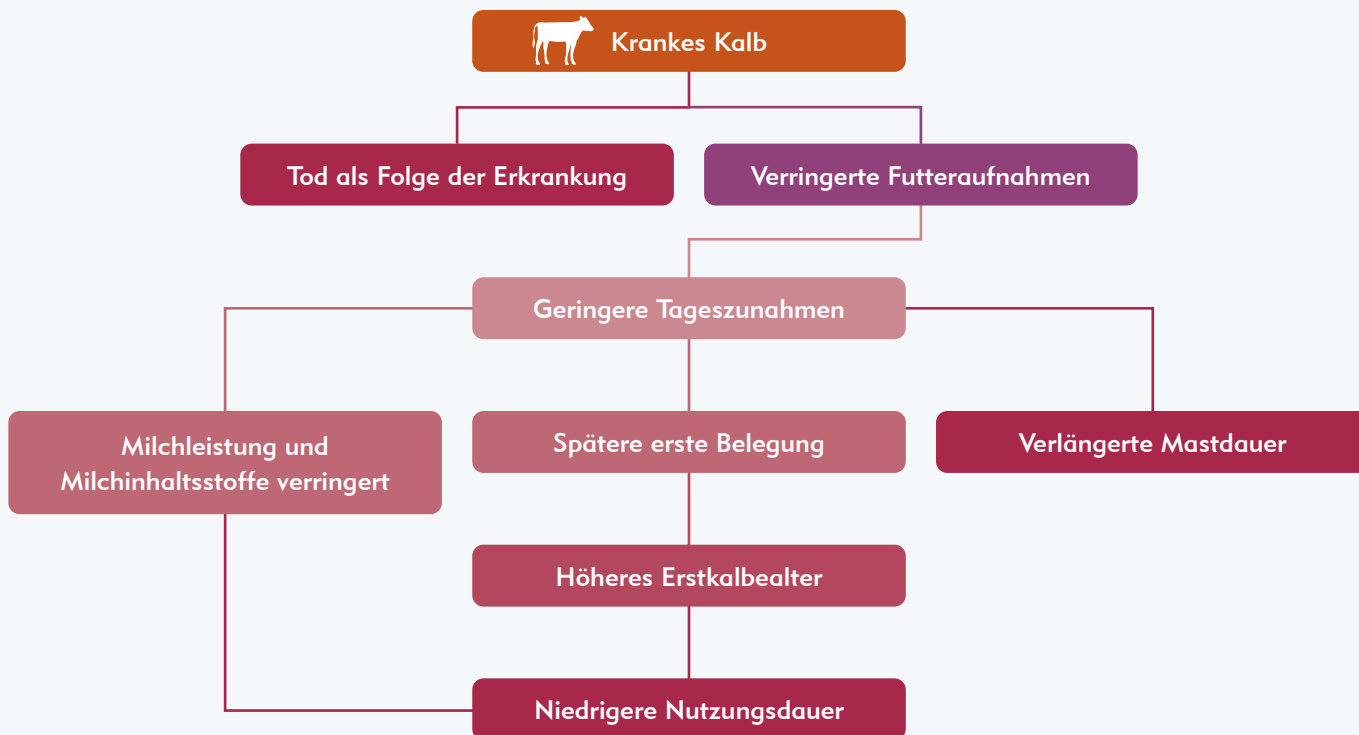 Krankes Kalb
Tod als Folge der Erkrankung
Verringerte Futteraufnahmen
Geringere Tageszunahmen
Milchleistung und
Milchinhaltsstoffe verringert
Spätere erste Belegung
Verlängerte Mastdauer
Höheres Erstkalbealter
Niedrigere Nutzungsdauer